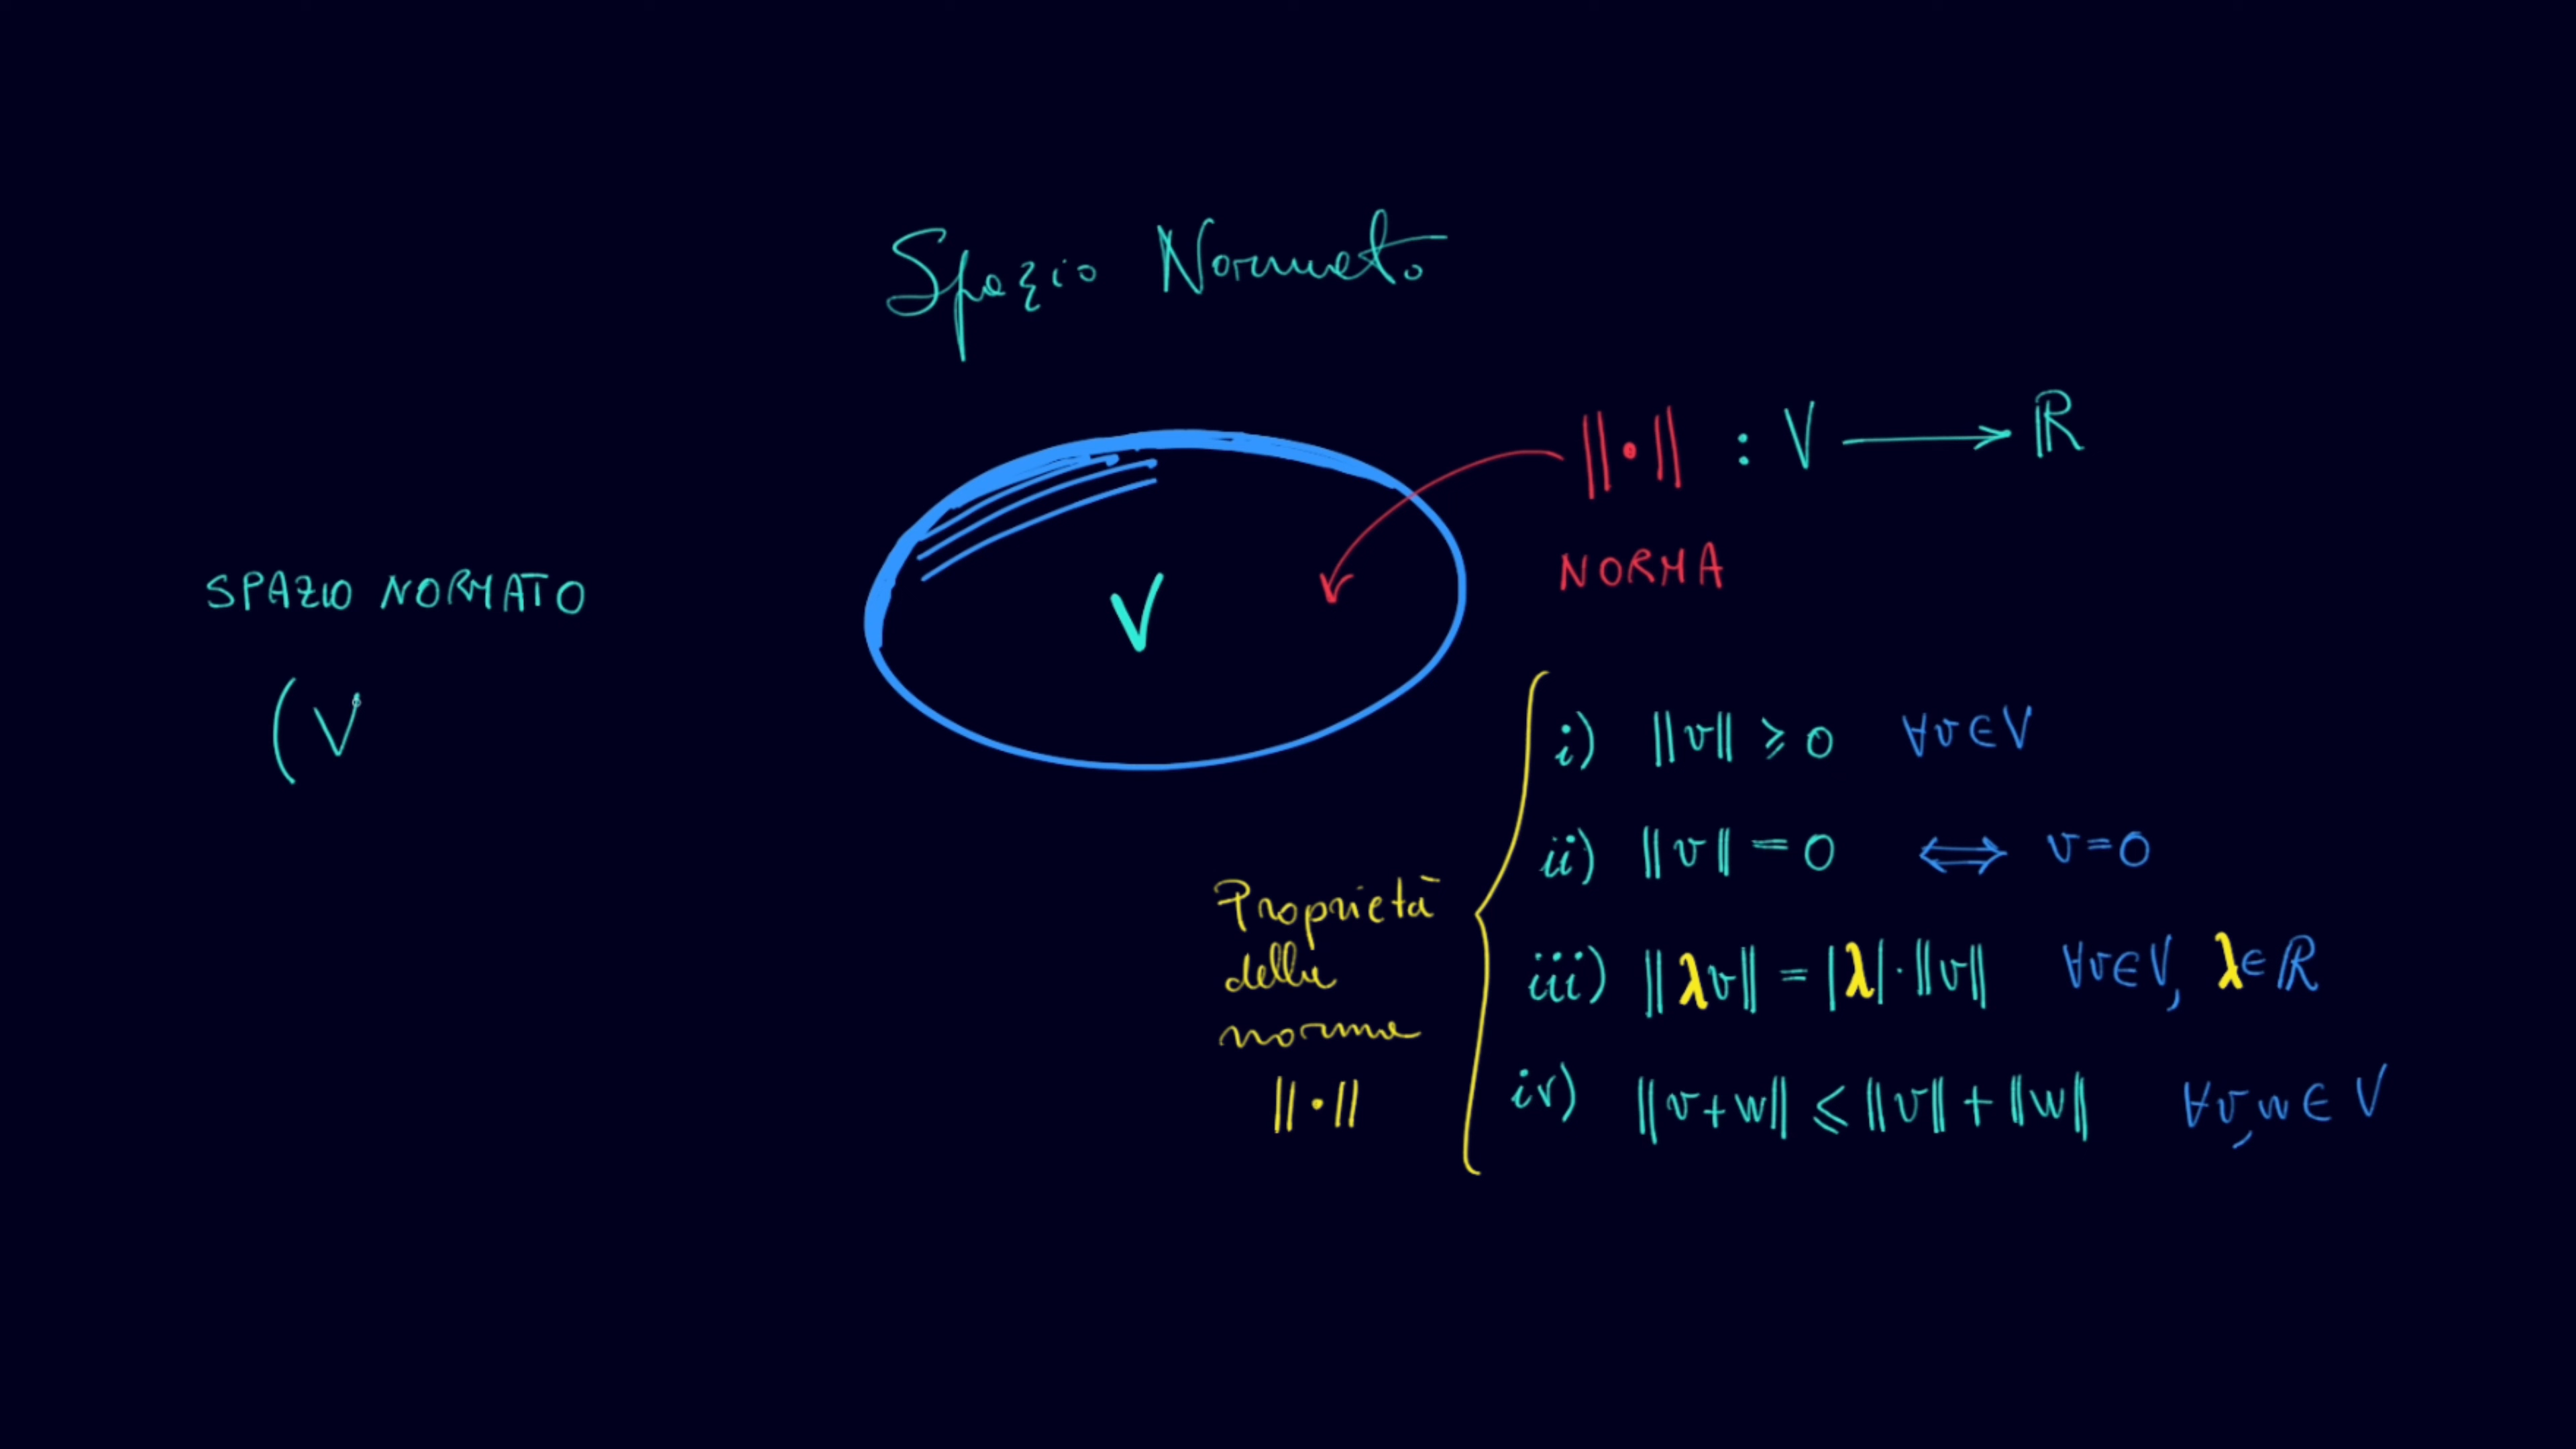 Spazio Normato
||•|| : V → ℝ
NORMA
SPAZIO NORMATO
(V
V
Proprietà
della
norma
||•||
i) ||v|| ⩾ 0 ∀v∈V
ii) ||v|| = 0 ⟺ v=0
iii) ||λv|| = |λ|·||v|| ∀v∈V, λ∈ℝ
iv) ||v+w|| ⩽ ||v|| + ||w|| ∀v,w∈V